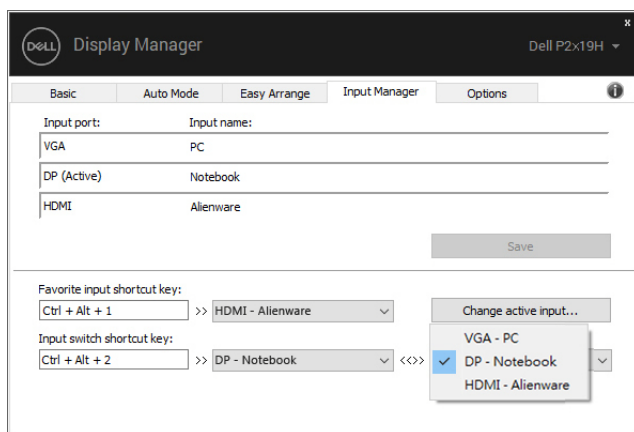 x
DELL Display Manager Dell P2x19H
Basic Auto Mode Easy Arrange Input Manager Options i
Input port: Input name:
VGA PC
DP (Active) Notebook
HDMI Alienware
Save
Favorite input shortcut key:
Ctrl + Alt + 1 >> HDMI - Alienware Change active input...
Input switch shortcut key:
VGA - PC
Ctrl + Alt + 2 >> DP - Notebook <<>> DP - Notebook
HDMI - Alienware